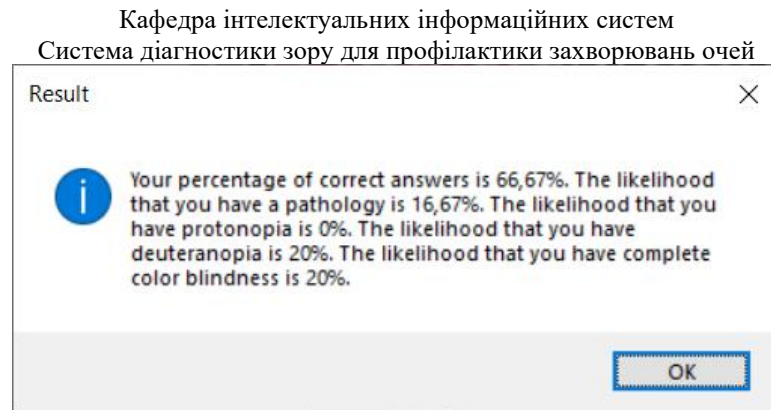 Кафедра інтелектуальних інформаційних систем
Система діагностики зору для профілактики захворювань очей
Result
Your percentage of correct answers is 66,67%. The likelihood
that you have a pathology is 16,67%. The likelihood that you
have protonopia is 0%. The likelihood that you have
deuteranopia is 20%. The likelihood that you have complete
color blindness is 20%.
OK